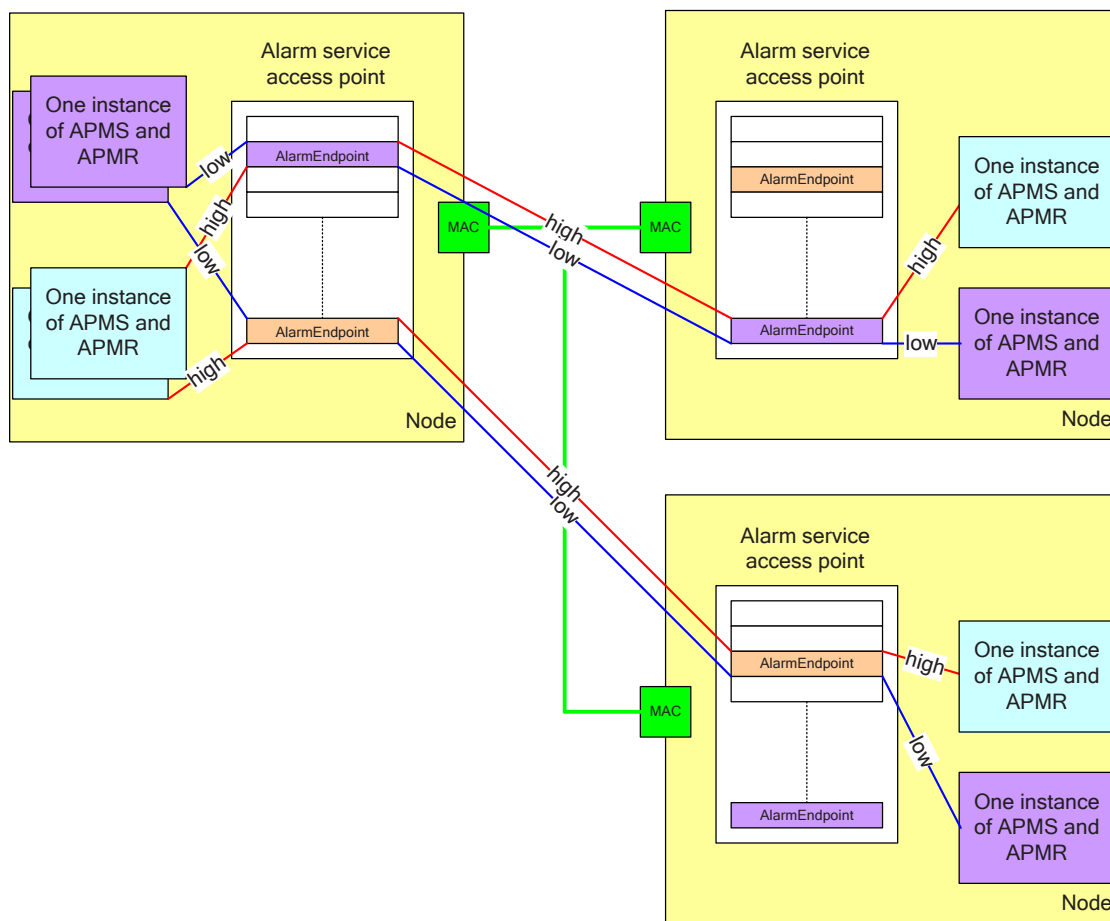 Alarm service
access point
One instance
of APMS and
APMR
low
AlarmEndpoint
high
low
One instance
of APMS and
APMR
high
AlarmEndpoint
Node
MAC
high
low
MAC
Alarm service
access point
AlarmEndpoint
AlarmEndpoint
high
low
One instance
of APMS and
APMR
One instance
of APMS and
APMR
Node
high
low
MAC
Alarm service
access point
AlarmEndpoint
AlarmEndpoint
high
low
One instance
of APMS and
APMR
One instance
of APMS and
APMR
Node